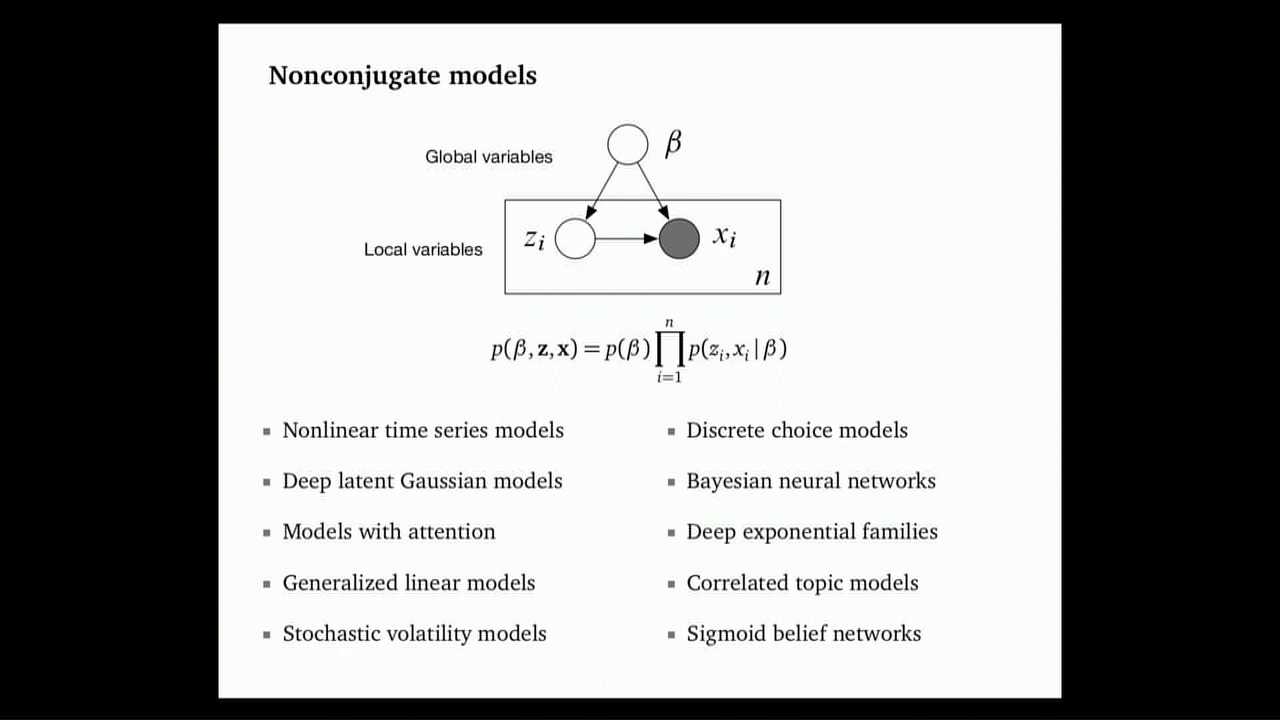 Nonconjugate models
Global variables
β
Local variables
z_i
x_i
n
p(β, z, x) = p(β) ∏_{i=1}^{n} p(z_i, x_i | β)
Nonlinear time series models
Deep latent Gaussian models
Models with attention
Generalized linear models
Stochastic volatility models
Discrete choice models
Bayesian neural networks
Deep exponential families
Correlated topic models
Sigmoid belief networks